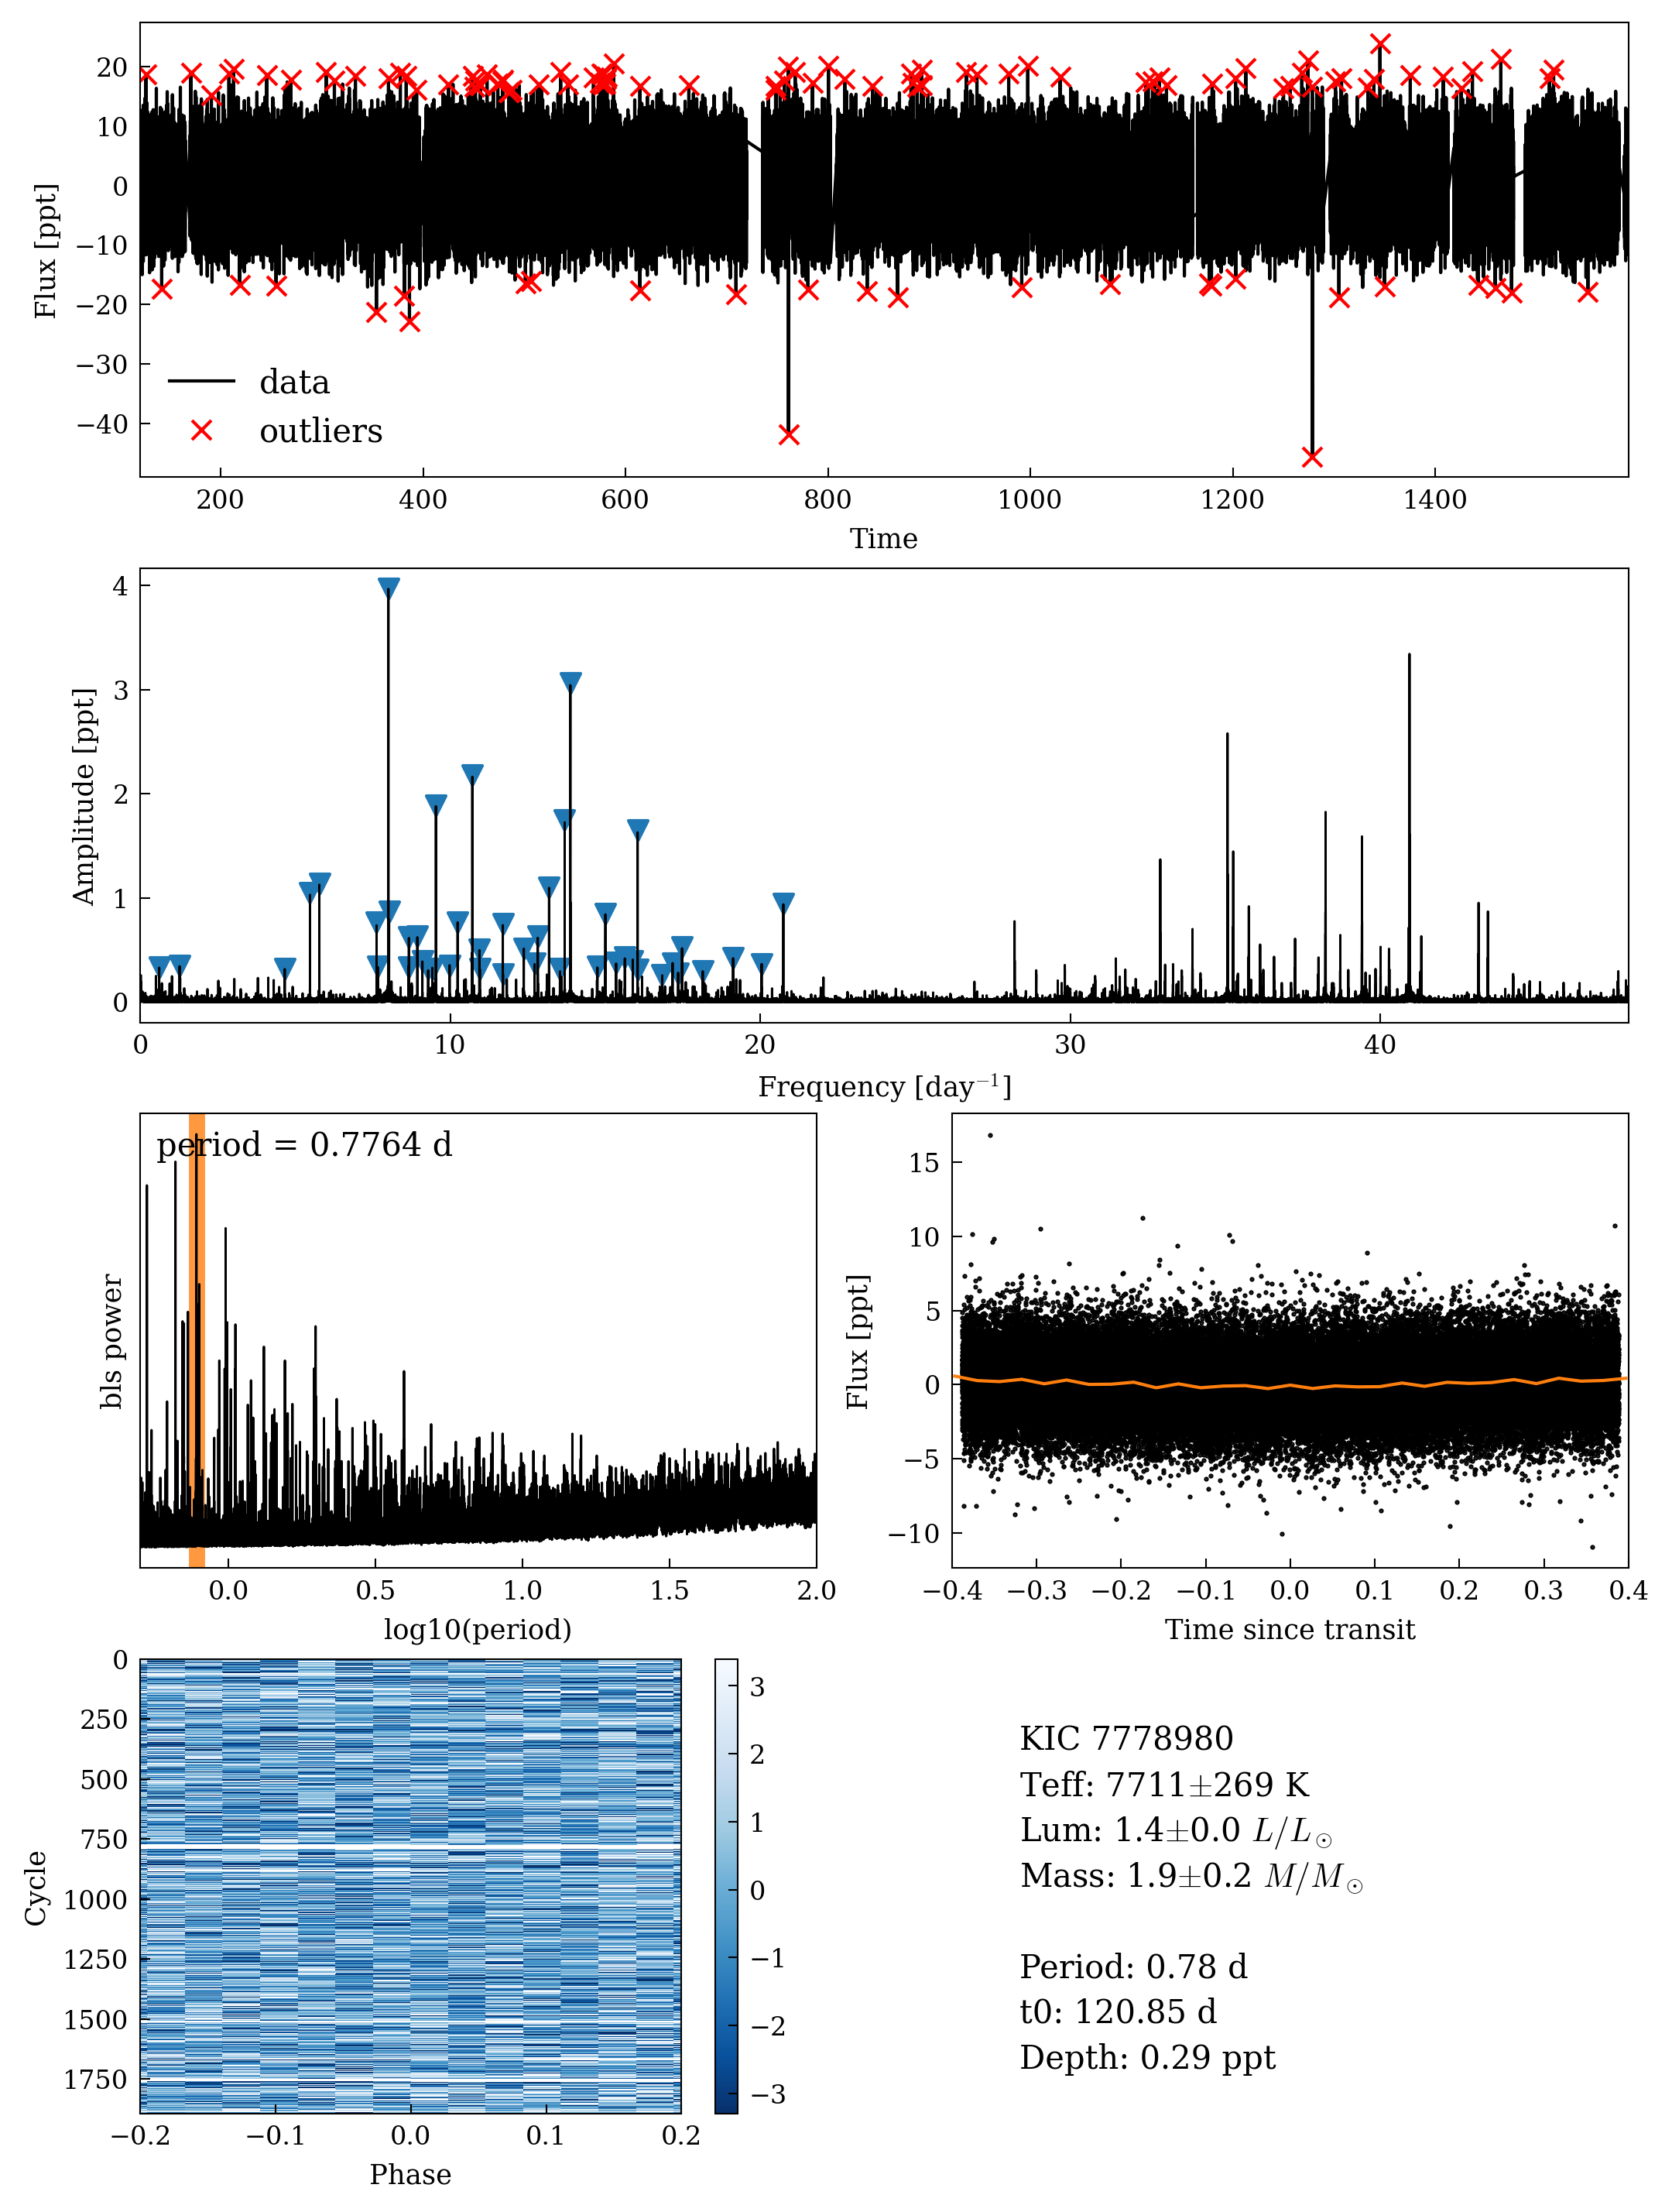 20
10
0
−10
−20
−30
−40
Flux [ppt]
data
outliers
200 400 600 800 1000 1200 1400
Time
4
3
2
1
0
Amplitude [ppt]
0 10 20 30 40
Frequency [day$^{-1}$]
period = 0.7764 d
bls power
0.0 0.5 1.0 1.5 2.0
log10(period)
15
10
5
0
−5
−10
Flux [ppt]
−0.4 −0.3 −0.2 −0.1 0.0 0.1 0.2 0.3 0.4
Time since transit
0
250
500
750
1000
1250
1500
1750
Cycle
−0.2 −0.1 0.0 0.1 0.2
Phase
3
2
1
0
−1
−2
−3
KIC 7778980
Teff: 7711±269 K
Lum: 1.4±0.0 L/L⊙
Mass: 1.9±0.2 M/M⊙
Period: 0.78 d
t0: 120.85 d
Depth: 0.29 ppt